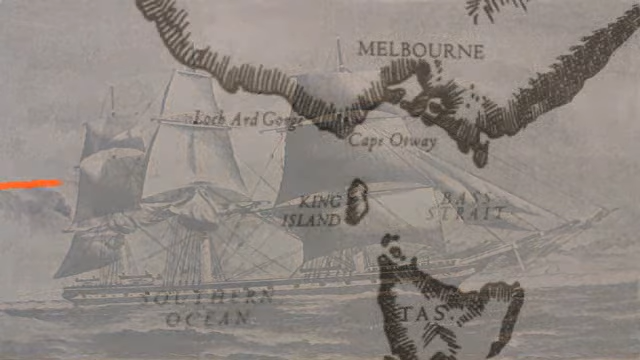 MELBOURNE
Loch Ard Gorge
Cape Otway
KING
ISLAND
BASS
STRAIT
SOUTHERN
OCEAN
TAS.